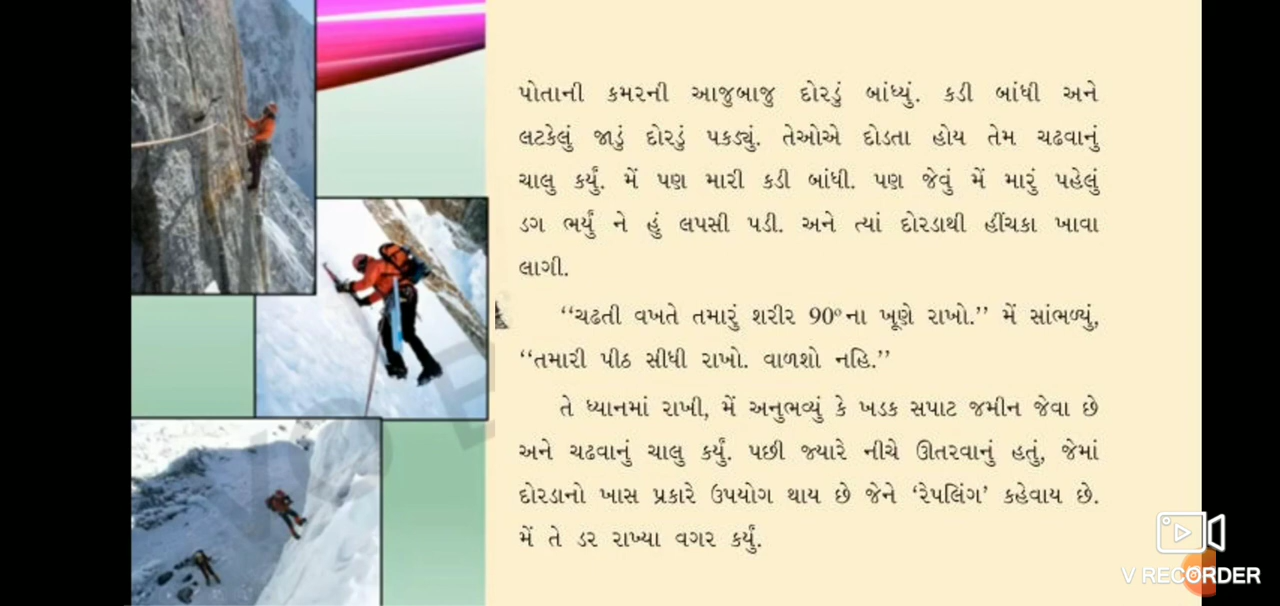 પોતાની કમરની આજુબાજુ દોરડું બાંધ્યું. કડી બાંધી અને
લટકેલું જાડું દોરડું પકડ્યું. તેઓએ દોડતા હોય તેમ ચઢવાનું
ચાલુ કર્યું. મેં પણ મારી કડી બાંધી. પણ જેવું મેં મારું પહેલું
ડગ ભર્યું ને હું લપસી પડી. અને ત્યાં દોરડાથી હીંચકા ખાવા
લાગી.
‘‘ચઢતી વખતે તમારું શરીર 90° ના ખૂણે રાખો.’’ મેં સાંભળ્યું,
‘‘તમારી પીઠ સીધી રાખો. વાળશો નહિ.’’
તે ધ્યાનમાં રાખી, મેં અનુભવ્યું કે ખડક સપાટ જમીન જેવા છે
અને ચઢવાનું ચાલુ કર્યું. પછી જ્યારે નીચે ઊતરવાનું હતું, જેમાં
દોરડાનો ખાસ પ્રકારે ઉપયોગ થાય છે જેને ‘રેપલિંગ’ કહેવાય છે.
મેં તે ડર રાખ્યા વગર કર્યું.
V RECORDER